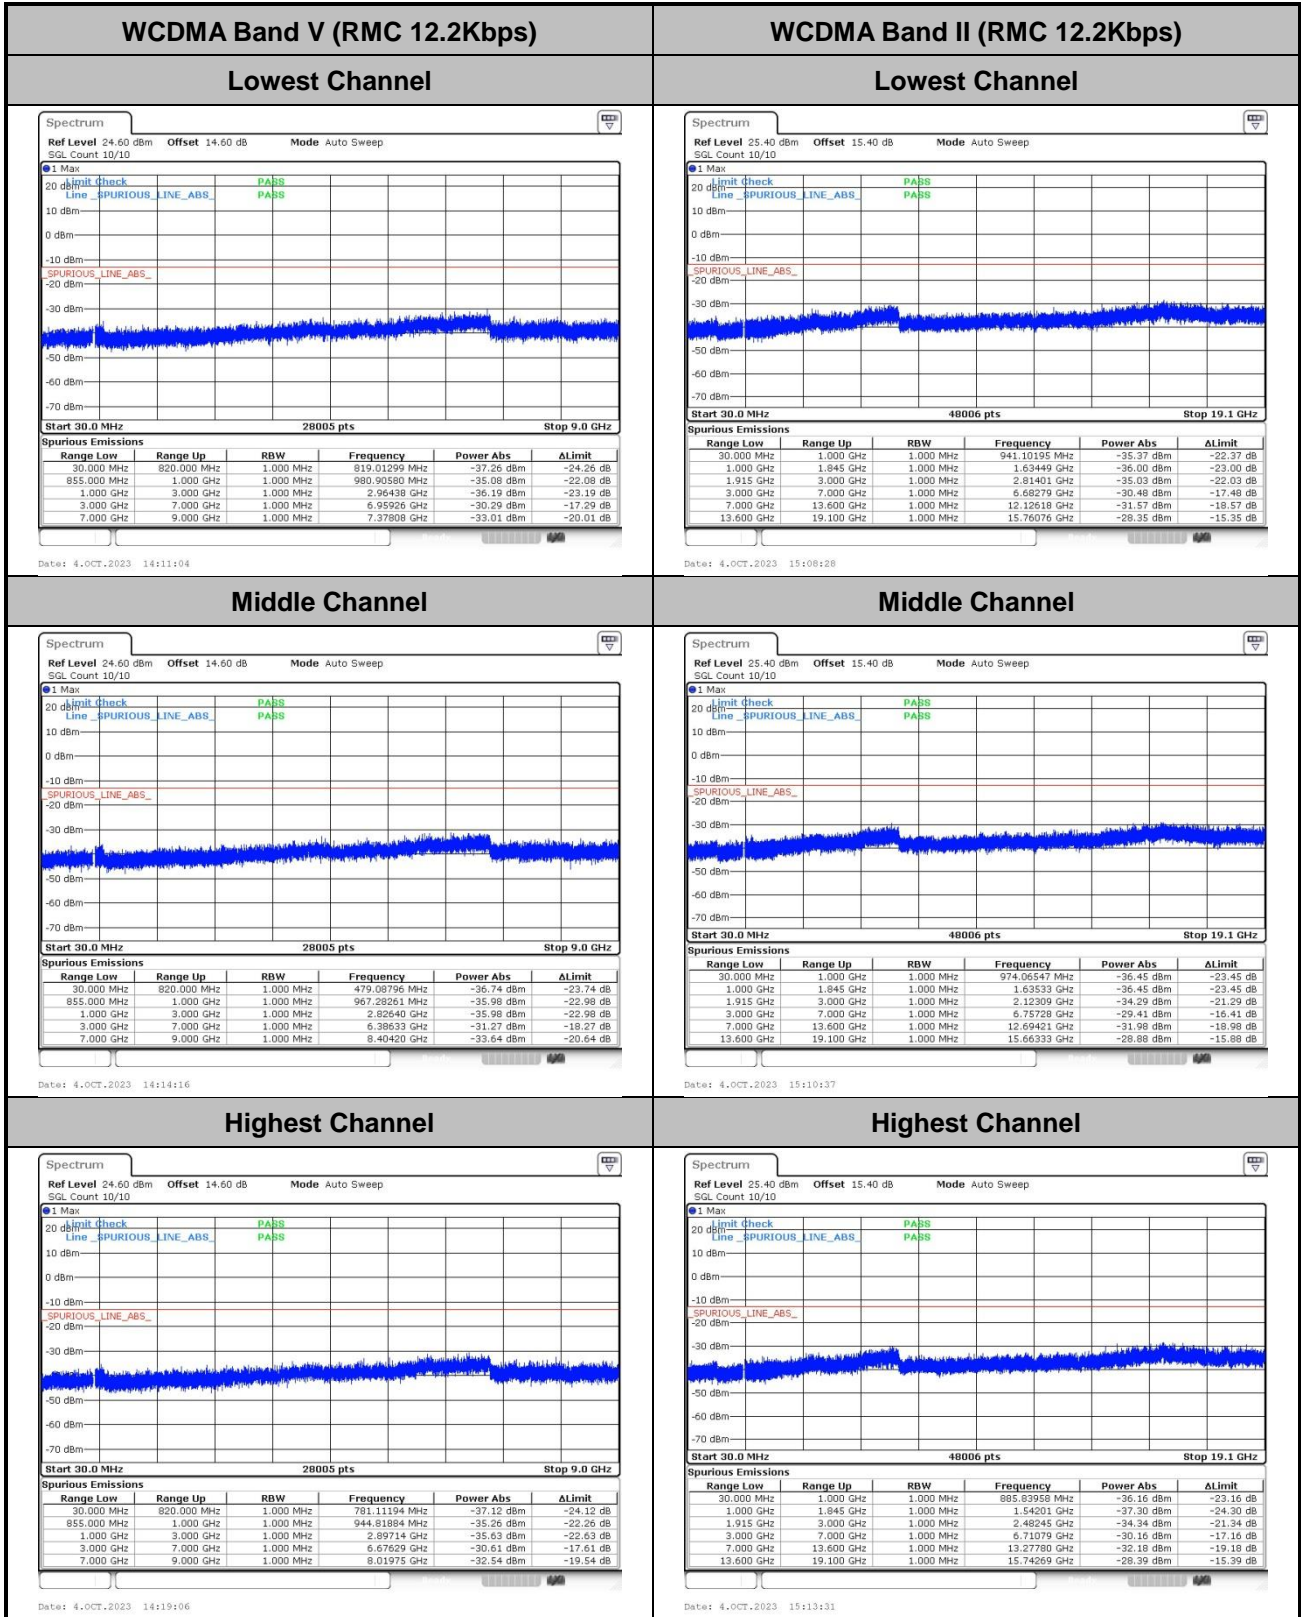 WCDMA Band V (RMC 12.2Kbps) WCDMA Band II (RMC 12.2Kbps)
Lowest Channel Lowest Channel
Spectrum
Ref Level 24.60 dBm Offset 14.60 dB Mode Auto Sweep
SGL Count 10/10
1 Max
Limit Check PASS
20 dBm
Line _SPURIOUS_LINE_ABS_ PASS
10 dBm
0 dBm
-10 dBm
_SPURIOUS_LINE_ABS_
-20 dBm
-30 dBm
-50 dBm
-60 dBm
-70 dBm
Start 30.0 MHz 28005 pts Stop 9.0 GHz
Spurious Emissions
Range Low Range Up RBW Frequency Power Abs ΔLimit
30.000 MHz 820.000 MHz 1.000 MHz 819.01299 MHz -37.26 dBm -24.26 dB
855.000 MHz 1.000 GHz 1.000 MHz 980.90580 MHz -35.08 dBm -22.08 dB
1.000 GHz 3.000 GHz 1.000 MHz 2.96438 GHz -36.19 dBm -23.19 dB
3.000 GHz 7.000 GHz 1.000 MHz 6.95926 GHz -30.29 dBm -17.29 dB
7.000 GHz 9.000 GHz 1.000 MHz 7.37808 GHz -33.01 dBm -20.01 dB
Date: 4.OCT.2023 14:11:04
Spectrum
Ref Level 25.40 dBm Offset 15.40 dB Mode Auto Sweep
SGL Count 10/10
1 Max
Limit Check PASS
20 dBm
Line _SPURIOUS_LINE_ABS_ PASS
10 dBm
0 dBm
-10 dBm
_SPURIOUS_LINE_ABS_
-20 dBm
-30 dBm
-50 dBm
-60 dBm
-70 dBm
Start 30.0 MHz 48006 pts Stop 19.1 GHz
Spurious Emissions
Range Low Range Up RBW Frequency Power Abs ΔLimit
30.000 MHz 1.000 GHz 1.000 MHz 941.10195 MHz -35.37 dBm -22.37 dB
1.000 GHz 1.845 GHz 1.000 MHz 1.63449 GHz -36.00 dBm -23.00 dB
1.915 GHz 3.000 GHz 1.000 MHz 2.81401 GHz -35.03 dBm -22.03 dB
3.000 GHz 7.000 GHz 1.000 MHz 6.68279 GHz -30.48 dBm -17.48 dB
7.000 GHz 13.600 GHz 1.000 MHz 12.12618 GHz -31.57 dBm -18.57 dB
13.600 GHz 19.100 GHz 1.000 MHz 15.76076 GHz -28.35 dBm -15.35 dB
Date: 4.OCT.2023 15:08:28
Middle Channel Middle Channel
Spectrum
Ref Level 24.60 dBm Offset 14.60 dB Mode Auto Sweep
SGL Count 10/10
1 Max
Limit Check PASS
20 dBm
Line _SPURIOUS_LINE_ABS_ PASS
10 dBm
0 dBm
-10 dBm
_SPURIOUS_LINE_ABS_
-20 dBm
-30 dBm
-50 dBm
-60 dBm
-70 dBm
Start 30.0 MHz 28005 pts Stop 9.0 GHz
Spurious Emissions
Range Low Range Up RBW Frequency Power Abs ΔLimit
30.000 MHz 820.000 MHz 1.000 MHz 479.08796 MHz -36.74 dBm -23.74 dB
855.000 MHz 1.000 GHz 1.000 MHz 967.28261 MHz -35.98 dBm -22.98 dB
1.000 GHz 3.000 GHz 1.000 MHz 2.82640 GHz -35.98 dBm -22.98 dB
3.000 GHz 7.000 GHz 1.000 MHz 6.38633 GHz -31.27 dBm -18.27 dB
7.000 GHz 9.000 GHz 1.000 MHz 8.40420 GHz -33.64 dBm -20.64 dB
Date: 4.OCT.2023 14:14:16
Spectrum
Ref Level 25.40 dBm Offset 15.40 dB Mode Auto Sweep
SGL Count 10/10
1 Max
Limit Check PASS
20 dBm
Line _SPURIOUS_LINE_ABS_ PASS
10 dBm
0 dBm
-10 dBm
_SPURIOUS_LINE_ABS_
-20 dBm
-30 dBm
-50 dBm
-60 dBm
-70 dBm
Start 30.0 MHz 48006 pts Stop 19.1 GHz
Spurious Emissions
Range Low Range Up RBW Frequency Power Abs ΔLimit
30.000 MHz 1.000 GHz 1.000 MHz 974.06547 MHz -36.45 dBm -23.45 dB
1.000 GHz 1.845 GHz 1.000 MHz 1.63533 GHz -36.45 dBm -23.45 dB
1.915 GHz 3.000 GHz 1.000 MHz 2.12309 GHz -34.29 dBm -21.29 dB
3.000 GHz 7.000 GHz 1.000 MHz 6.75728 GHz -29.41 dBm -16.41 dB
7.000 GHz 13.600 GHz 1.000 MHz 12.69421 GHz -31.98 dBm -18.98 dB
13.600 GHz 19.100 GHz 1.000 MHz 15.66333 GHz -28.88 dBm -15.88 dB
Date: 4.OCT.2023 15:10:37
Highest Channel Highest Channel
Spectrum
Ref Level 24.60 dBm Offset 14.60 dB Mode Auto Sweep
SGL Count 10/10
1 Max
Limit Check PASS
20 dBm
Line _SPURIOUS_LINE_ABS_ PASS
10 dBm
0 dBm
-10 dBm
_SPURIOUS_LINE_ABS_
-20 dBm
-30 dBm
-50 dBm
-60 dBm
-70 dBm
Start 30.0 MHz 28005 pts Stop 9.0 GHz
Spurious Emissions
Range Low Range Up RBW Frequency Power Abs ΔLimit
30.000 MHz 820.000 MHz 1.000 MHz 781.11194 MHz -37.12 dBm -24.12 dB
855.000 MHz 1.000 GHz 1.000 MHz 944.81884 MHz -35.26 dBm -22.26 dB
1.000 GHz 3.000 GHz 1.000 MHz 2.89714 GHz -35.63 dBm -22.63 dB
3.000 GHz 7.000 GHz 1.000 MHz 6.67629 GHz -30.61 dBm -17.61 dB
7.000 GHz 9.000 GHz 1.000 MHz 8.01975 GHz -32.54 dBm -19.54 dB
Date: 4.OCT.2023 14:19:06
Spectrum
Ref Level 25.40 dBm Offset 15.40 dB Mode Auto Sweep
SGL Count 10/10
1 Max
Limit Check PASS
20 dBm
Line _SPURIOUS_LINE_ABS_ PASS
10 dBm
0 dBm
-10 dBm
_SPURIOUS_LINE_ABS_
-20 dBm
-30 dBm
-50 dBm
-60 dBm
-70 dBm
Start 30.0 MHz 48006 pts Stop 19.1 GHz
Spurious Emissions
Range Low Range Up RBW Frequency Power Abs ΔLimit
30.000 MHz 1.000 GHz 1.000 MHz 885.83958 MHz -36.16 dBm -23.16 dB
1.000 GHz 1.845 GHz 1.000 MHz 1.54201 GHz -37.30 dBm -24.30 dB
1.915 GHz 3.000 GHz 1.000 MHz 2.48245 GHz -34.34 dBm -21.34 dB
3.000 GHz 7.000 GHz 1.000 MHz 6.71079 GHz -30.16 dBm -17.16 dB
7.000 GHz 13.600 GHz 1.000 MHz 13.27780 GHz -32.18 dBm -19.18 dB
13.600 GHz 19.100 GHz 1.000 MHz 15.74269 GHz -28.39 dBm -15.39 dB
Date: 4.OCT.2023 15:13:31